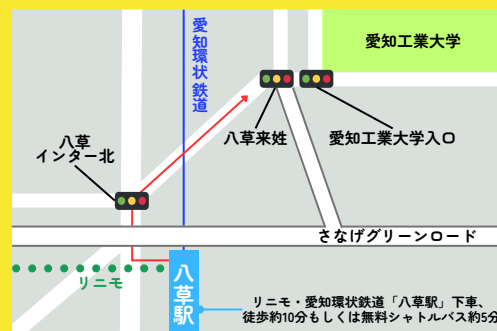 愛知環状鉄道
愛知工業大学
八草
インター北
八草来姓
愛知工業大学入口
さなげグリーンロード
リニモ
八草駅
リニモ・愛知環状鉄道「八草駅」下車、
徒歩約10分もしくは無料シャトルバス約5分